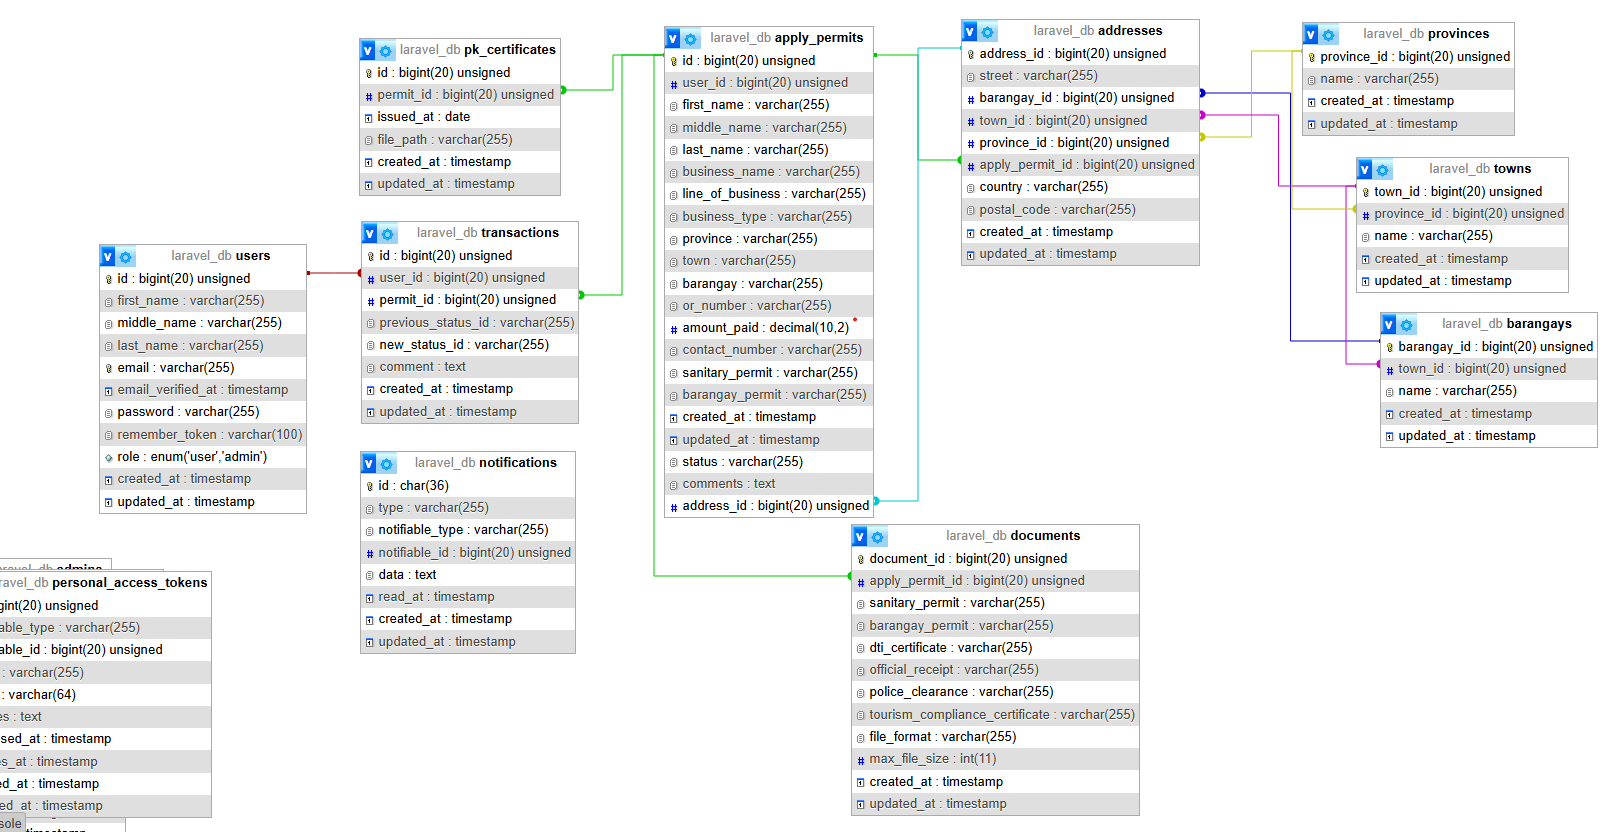 laravel_db pk_certificates
id : bigint(20) unsigned
permit_id : bigint(20) unsigned
issued_at : date
file_path : varchar(255)
created_at : timestamp
updated_at : timestamp
laravel_db transactions
id : bigint(20) unsigned
user_id : bigint(20) unsigned
permit_id : bigint(20) unsigned
previous_status_id : varchar(255)
new_status_id : varchar(255)
comment : text
created_at : timestamp
updated_at : timestamp
laravel_db users
id : bigint(20) unsigned
first_name : varchar(255)
middle_name : varchar(255)
last_name : varchar(255)
email : varchar(255)
email_verified_at : timestamp
password : varchar(255)
remember_token : varchar(100)
role : enum('user','admin')
created_at : timestamp
updated_at : timestamp
laravel_db notifications
id : char(36)
type : varchar(255)
notifiable_type : varchar(255)
notifiable_id : bigint(20) unsigned
data : text
read_at : timestamp
created_at : timestamp
updated_at : timestamp
ravel_db personal_access_tokens
gint(20) unsigned
able_type : varchar(255)
able_id : bigint(20) unsigned
: varchar(255)
: varchar(64)
es : text
sed_at : timestamp
es_at : timestamp
ed_at : timestamp
ed_at : timestamp
sole
laravel_db apply_permits
id : bigint(20) unsigned
user_id : bigint(20) unsigned
first_name : varchar(255)
middle_name : varchar(255)
last_name : varchar(255)
business_name : varchar(255)
line_of_business : varchar(255)
business_type : varchar(255)
province : varchar(255)
town : varchar(255)
barangay : varchar(255)
or_number : varchar(255)
amount_paid : decimal(10,2)
contact_number : varchar(255)
sanitary_permit : varchar(255)
barangay_permit : varchar(255)
created_at : timestamp
updated_at : timestamp
status : varchar(255)
comments : text
address_id : bigint(20) unsigned
laravel_db documents
document_id : bigint(20) unsigned
apply_permit_id : bigint(20) unsigned
sanitary_permit : varchar(255)
barangay_permit : varchar(255)
dti_certificate : varchar(255)
official_receipt : varchar(255)
police_clearance : varchar(255)
tourism_compliance_certificate : varchar(255)
file_format : varchar(255)
max_file_size : int(11)
created_at : timestamp
updated_at : timestamp
laravel_db addresses
address_id : bigint(20) unsigned
street : varchar(255)
barangay_id : bigint(20) unsigned
town_id : bigint(20) unsigned
province_id : bigint(20) unsigned
apply_permit_id : bigint(20) unsigned
country : varchar(255)
postal_code : varchar(255)
created_at : timestamp
updated_at : timestamp
laravel_db provinces
province_id : bigint(20) unsigned
name : varchar(255)
created_at : timestamp
updated_at : timestamp
laravel_db towns
town_id : bigint(20) unsigned
province_id : bigint(20) unsigned
name : varchar(255)
created_at : timestamp
updated_at : timestamp
laravel_db barangays
barangay_id : bigint(20) unsigned
town_id : bigint(20) unsigned
name : varchar(255)
created_at : timestamp
updated_at : timestamp